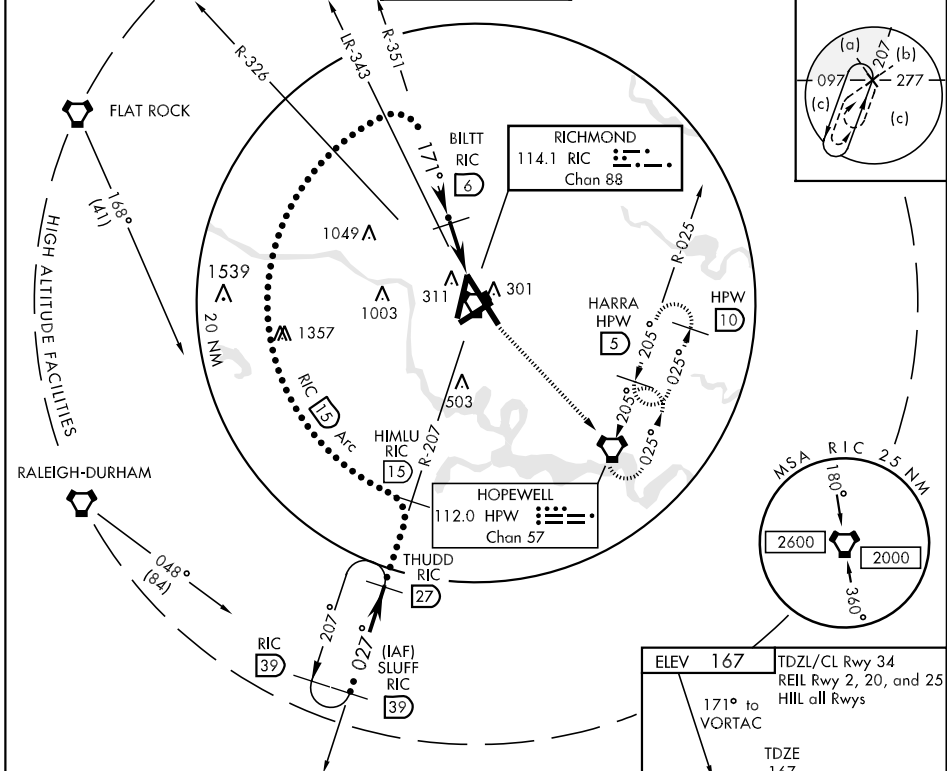 R-326
LR-343
R-351
(a)
207
(b)
097
277
(c)
(c)
FLAT ROCK
168°
(41)
171°
BILTT
RIC
6
RICHMOND
114.1 RIC
Chan 88
R-025
HIGH ALTITUDE FACILITIES
1049
1539
20 NM
1003
311
301
1357
HARRA
HPW
5
HPW
10
205°
025°
205°
025°
RIC 15 Arc
503
HIMLU
RIC
15
R-207
RALEIGH-DURHAM
048°
(84)
HOPEWELL
112.0 HPW
Chan 57
MSA RIC 25 NM
180°
2600
2000
360°
THUDD
RIC
27
207°
027°
RIC
39
(IAF)
SLUFF
RIC
39
ELEV 167
TDZL/CL Rwy 34
REIL Rwy 2, 20, and 25
HIIL all Rwys
171° to
VORTAC
TDZE
167